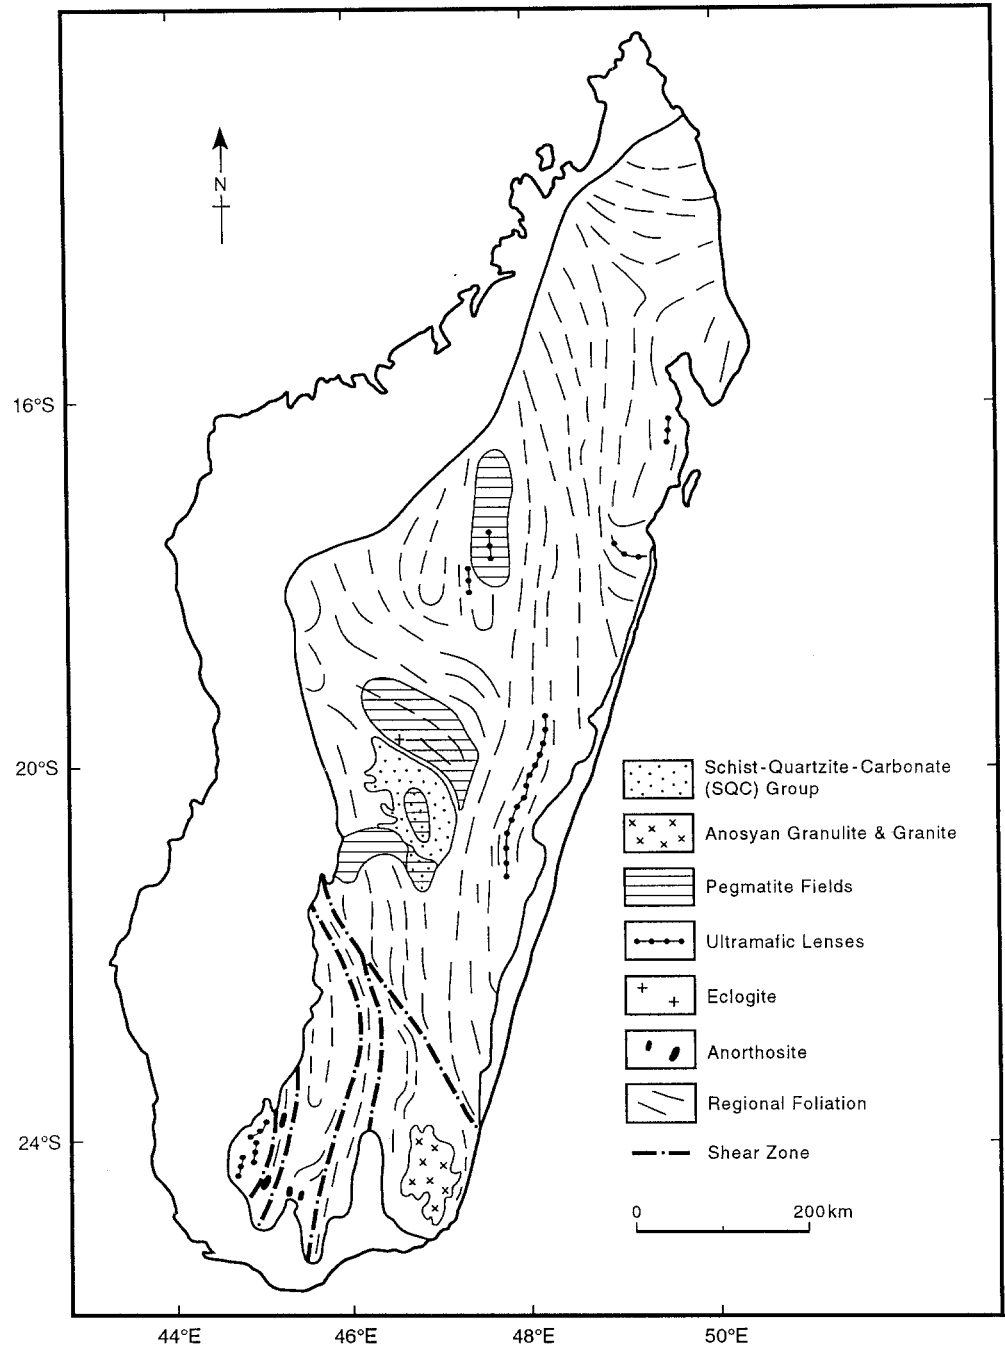 N
16°S
20°S
24°S
Schist-Quartzite-Carbonate
(SQC) Group
Anosyan Granulite & Granite
Pegmatite Fields
Ultramafic Lenses
Eclogite
Anorthosite
Regional Foliation
Shear Zone
0 200km
44°E 46°E 48°E 50°E